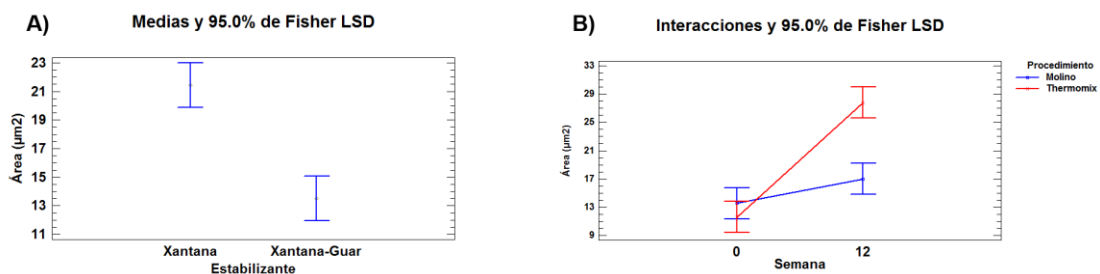 A)
Medias y 95.0% de Fisher LSD
Área (µm2)
23
21
19
17
15
13
11
Xantana
Xantana-Guar
Estabilizante
B)
Interacciones y 95.0% de Fisher LSD
Área (µm2)
33
29
25
21
17
13
9
0
12
Semana
Procedimiento
Molino
Thermomix